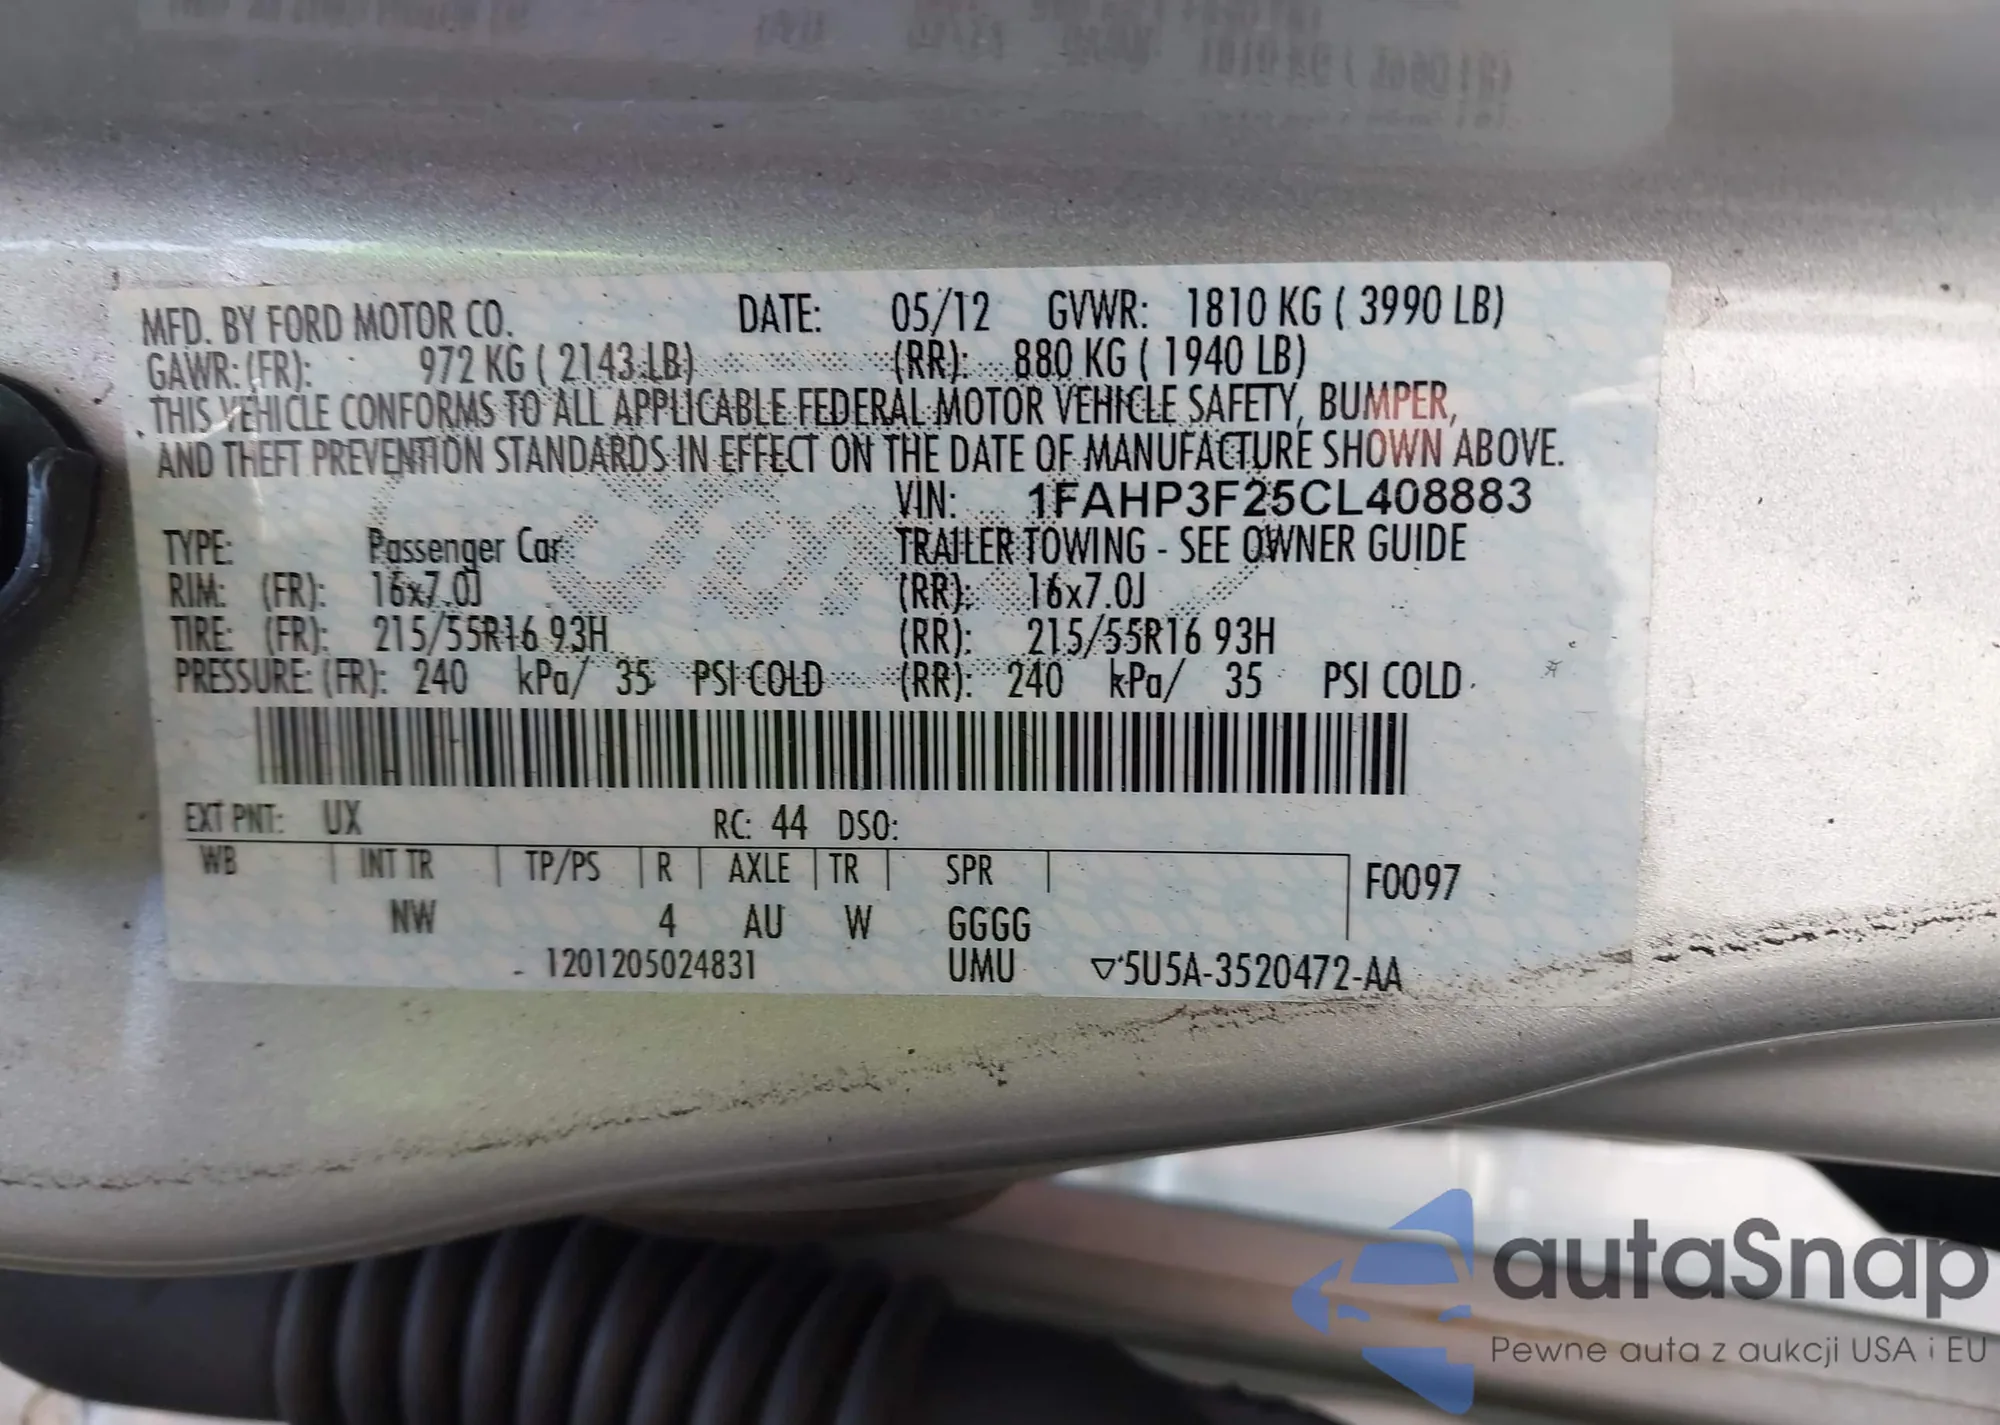 MFD. BY FORD MOTOR CO. DATE: 05/12 GVWR: 1810 KG ( 3990 LB)
GAWR: (FR): 972 KG ( 2143 LB) (RR): 880 KG ( 1940 LB)
THIS VEHICLE CONFORMS TO ALL APPLICABLE FEDERAL MOTOR VEHICLE SAFETY, BUMPER,
AND THEFT PREVENTION STANDARDS IN EFFECT ON THE DATE OF MANUFACTURE SHOWN ABOVE.
VIN: 1FAHP3F25CL408883
TYPE: Passenger Car TRAILER TOWING - SEE OWNER GUIDE
RIM: (FR): 16x7.0J (RR): 16x7.0J
TIRE: (FR): 215/55R16 93H (RR): 215/55R16 93H
PRESSURE: (FR): 240 kPa/ 35 PSI COLD (RR): 240 kPa/ 35 PSI COLD
EXT PNT: UX RC: 44 DSO:
WB INT TR TP/PS R AXLE TR SPR F0097
NW 4 AU W GGGG
1201205024831 UMU ▽5U5A-3520472-AA
autaSnap
Pewne auta z aukcji USA i EU